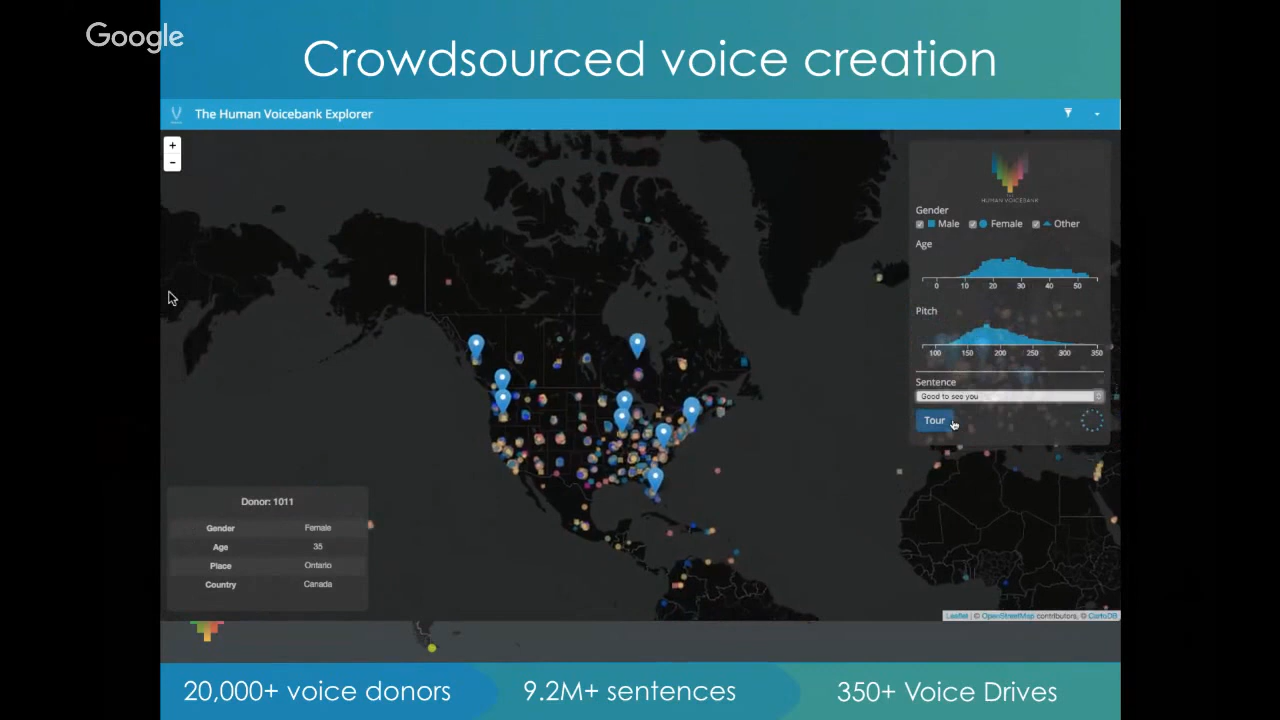 Google
Crowdsourced voice creation
The Human Voicebank Explorer
+
-
HUMAN VOICEBANK
Gender
Male Female Other
Age
0 10 20 30 40 50
Pitch
100 150 200 250 300 350
Sentence
Good to see you
Tour
Donor: 1011
Gender Female
Age 35
Place Ontario
Country Canada
Leaflet | © OpenStreetMap contributors, © CartoDB
20,000+ voice donors
9.2M+ sentences
350+ Voice Drives